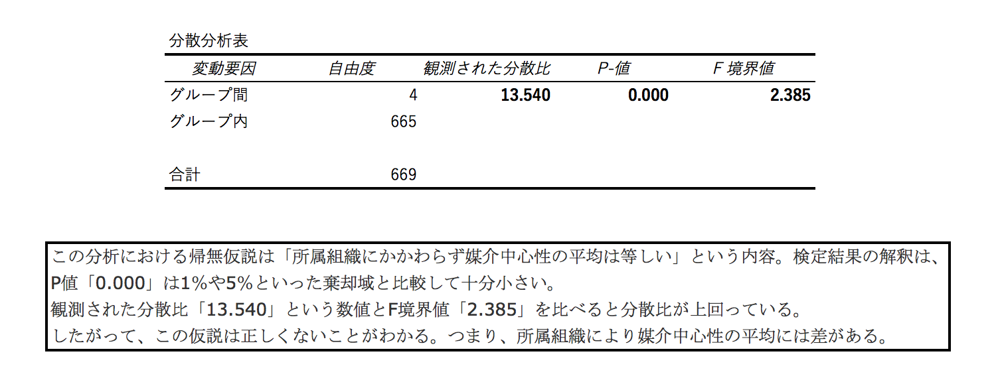 分散分析表
変動要因 自由度 観測された分散比 P-値 F 境界値
グループ間 4 13.540 0.000 2.385
グループ内 665
合計 669
この分析における帰無仮説は「所属組織にかかわらず媒介中心性の平均は等しい」という内容。検定結果の解釈は、
P値「0.000」は1%や5%といった棄却域と比較して十分小さい。
観測された分散比「13.540」という数値とF境界値「2.385」を比べると分散比が上回っている。
したがって、この仮説は正しくないことがわかる。つまり、所属組織により媒介中心性の平均には差がある。